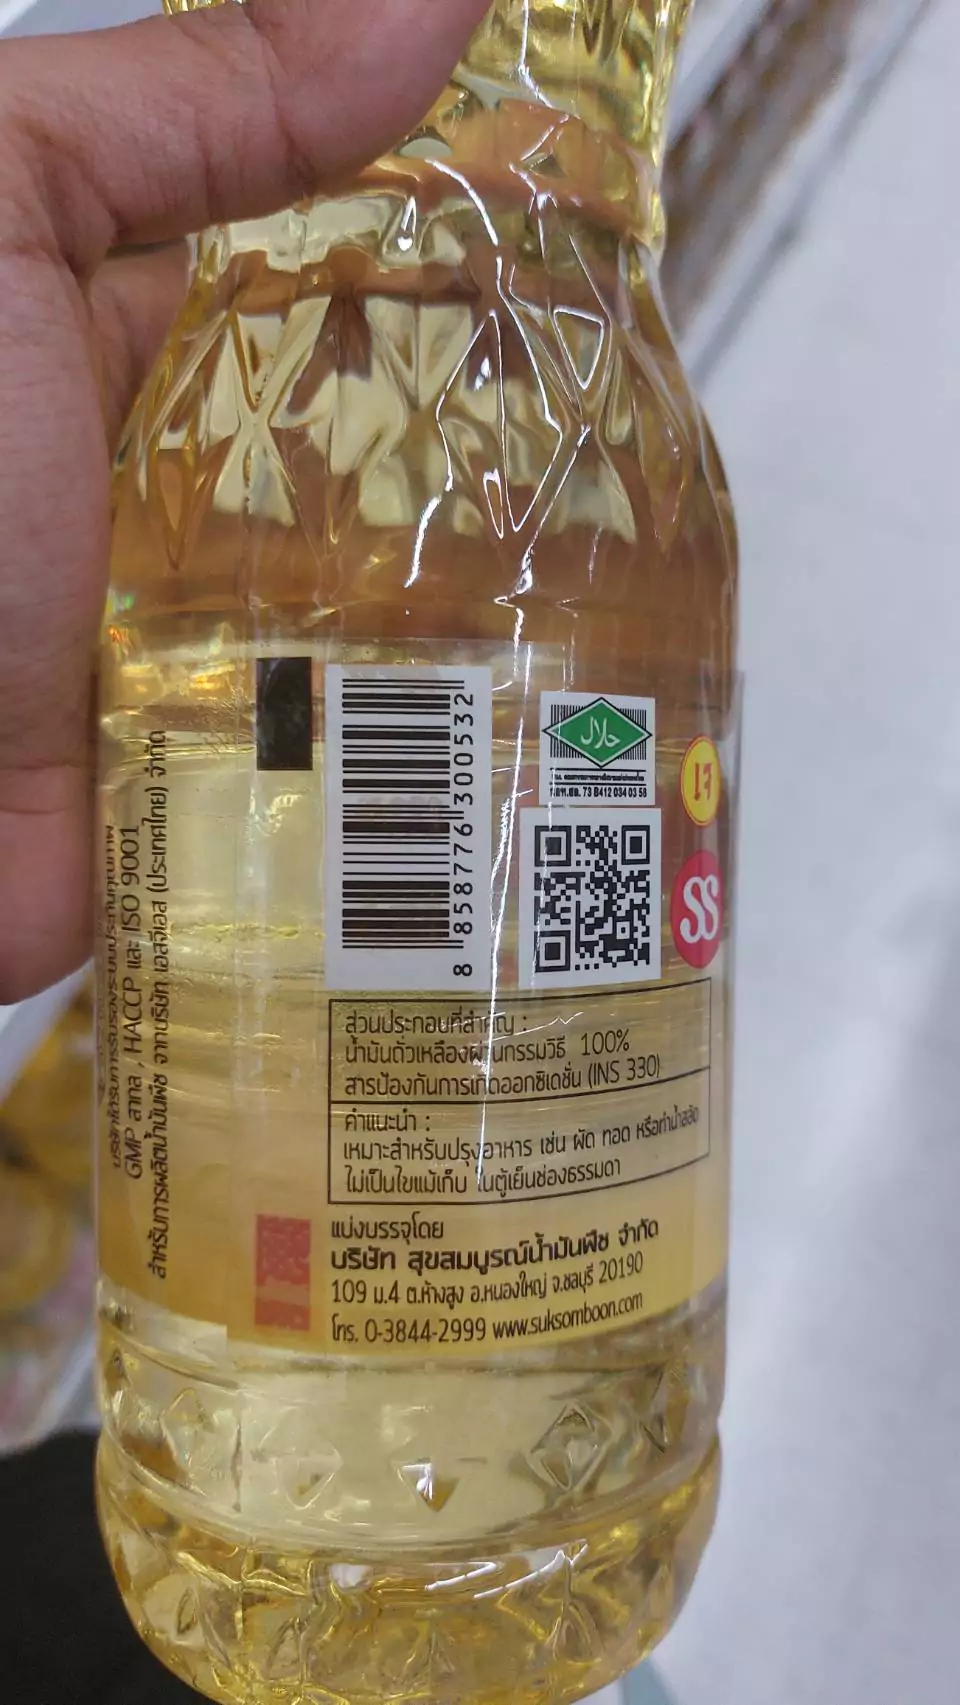 8 858776 300532
حلال
สกท.ฮล. 73 B412 034 03 58
เจ
SS
ส่วนประกอบที่สำคัญ :
น้ำมันถั่วเหลืองผ่านกรรมวิธี 100%
สารป้องกันการเกิดออกซิเดชั่น (INS 330)
คำแนะนำ :
เหมาะสำหรับปรุงอาหาร เช่น ผัด ทอด หรือทำน้ำสลัด
ไม่เป็นไขแม้เก็บ ในตู้เย็นช่องธรรมดา
แบ่งบรรจุโดย
บริษัท สุขสมบูรณ์น้ำมันพืช จำกัด
109 ม.4 ต.ห้างสูง อ.หนองใหญ่ จ.ชลบุรี 20190
โทร. 0-3844-2999 www.suksomboon.com
บริษัทได้รับการรับรองระบบประกันคุณภาพ
GMP สากล , HACCP และ ISO 9001
สำหรับการผลิตน้ำมันพืช จากบริษัท เอสจีเอส (ประเทศไทย) จำกัด